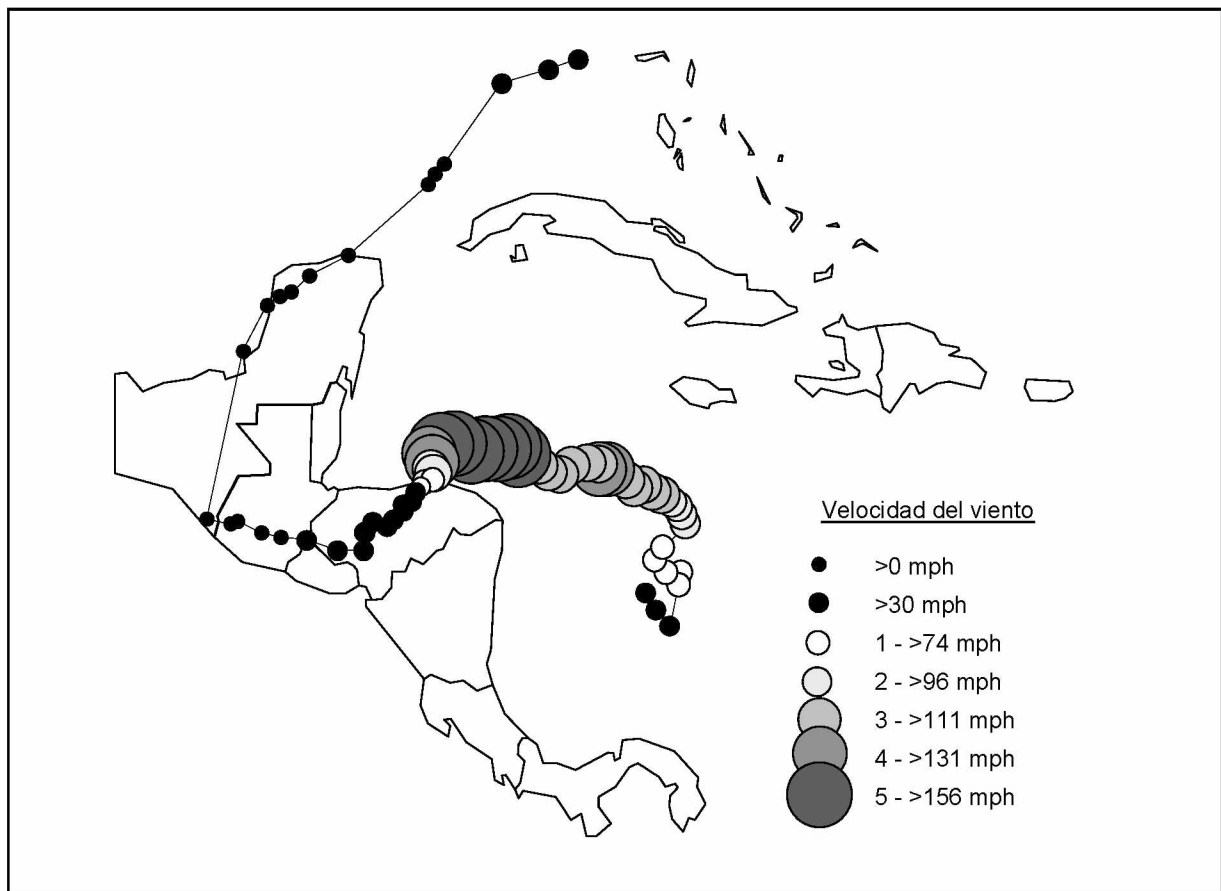 Velocidad del viento
>0 mph
>30 mph
1 - >74 mph
2 - >96 mph
3 - >111 mph
4 - >131 mph
5 - >156 mph